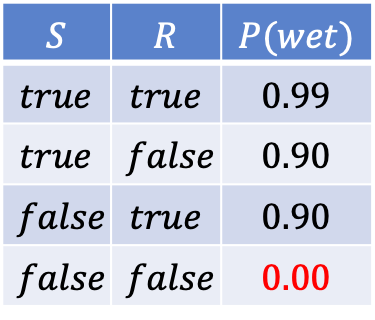 S R P(wet)
true true 0.99
true false 0.90
false true 0.90
false false 0.00